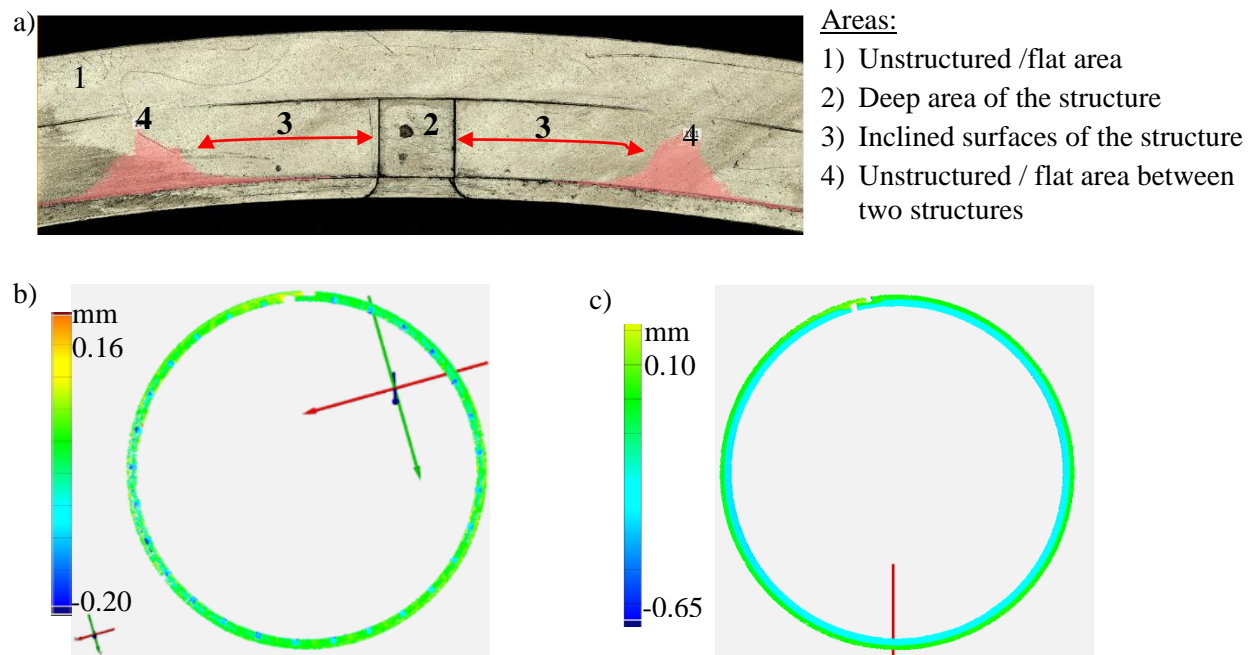 a)
1
4
3
2
3
4
Areas:
1) Unstructured /flat area
2) Deep area of the structure
3) Inclined surfaces of the structure
4) Unstructured / flat area between
two structures
b)
mm
0.16
-0.20
c)
mm
0.10
-0.65